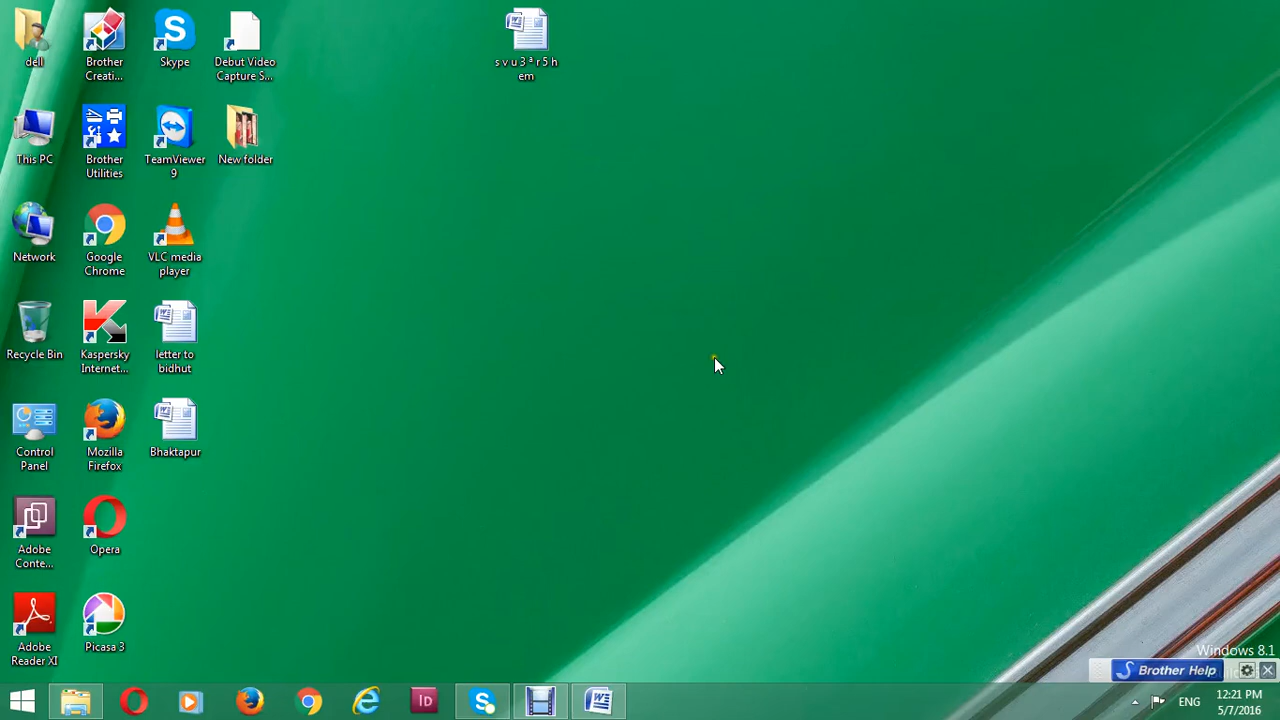 dell
Brother
Creati...
Skype
Debut Video
Capture S...
s v u 3 ª r 5 h
em
This PC
Brother
Utilities
TeamViewer
9
New folder
Network
Google
Chrome
VLC media
player
Recycle Bin
Kaspersky
Internet...
letter to
bidhut
Control
Panel
Mozilla
Firefox
Bhaktapur
Adobe
Conte...
Opera
Adobe
Reader XI
Picasa 3
Windows 8.1
Brother Help
Id
ENG
12:21 PM
5/7/2016